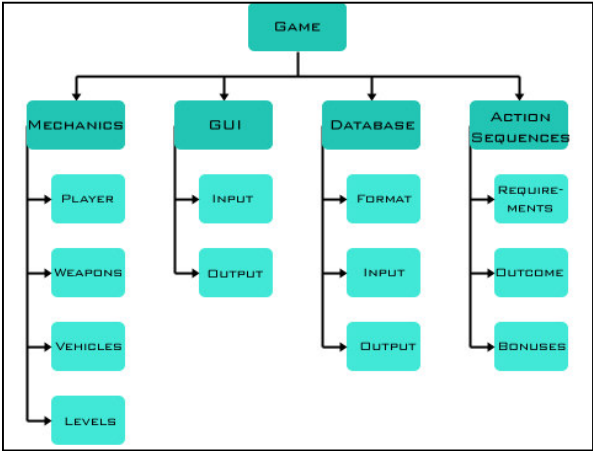 GAME
MECHANICS
PLAYER
WEAPONS
VEHICLES
LEVELS
GUI
INPUT
OUTPUT
DATABASE
FORMAT
INPUT
OUTPUT
ACTION
SEQUENCES
REQUIRE-
MENTS
OUTCOME
BONUSES